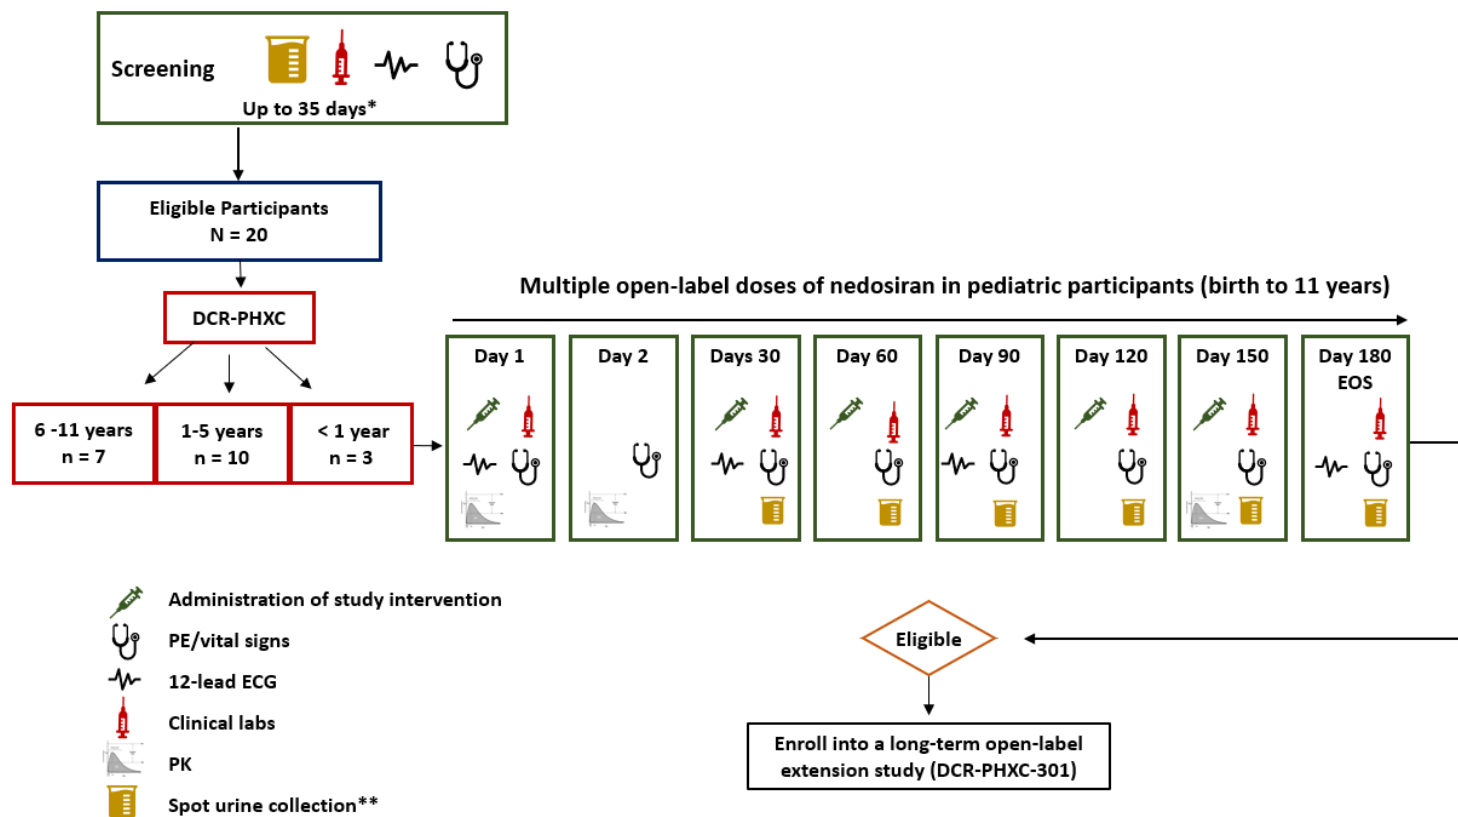 Screening
Up to 35 days*
Eligible Participants
N = 20
DCR-PHXC
6 -11 years
n = 7
1-5 years
n = 10
< 1 year
n = 3
Multiple open-label doses of nedosiran in pediatric participants (birth to 11 years)
Day 1
Day 2
Days 30
Day 60
Day 90
Day 120
Day 150
Day 180
EOS
Administration of study intervention
PE/vital signs
12-lead ECG
Clinical labs
PK
Spot urine collection**
Eligible
Enroll into a long-term open-label
extension study (DCR-PHXC-301)